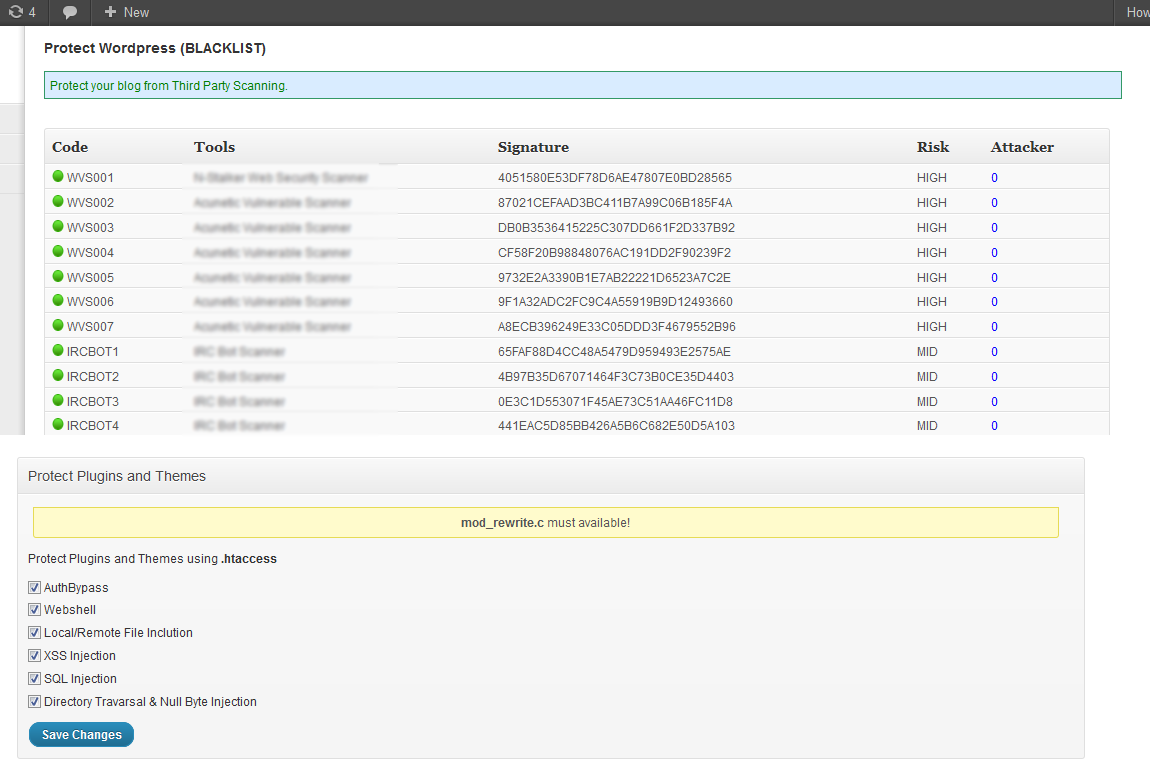 4 New How
Protect Wordpress (BLACKLIST)
Protect your blog from Third Party Scanning.
Code Tools Signature Risk Attacker
WVS001 N-Stalker Web Security Scanner 4051580E53DF78D6AE47807E0BD28565 HIGH 0
WVS002 Acunetic Vulnerable Scanner 87021CEFAAD3BC411B7A99C06B185F4A HIGH 0
WVS003 Acunetic Vulnerable Scanner DB0B3536415225C307DD661F2D337B92 HIGH 0
WVS004 Acunetic Vulnerable Scanner CF58F20B98848076AC191DD2F90239F2 HIGH 0
WVS005 Acunetic Vulnerable Scanner 9732E2A3390B1E7AB22221D6523A7C2E HIGH 0
WVS006 Acunetic Vulnerable Scanner 9F1A32ADC2FC9C4A55919B9D12493660 HIGH 0
WVS007 Acunetic Vulnerable Scanner A8ECB396249E33C05DDD3F4679552B96 HIGH 0
IRCBOT1 IRC Bot Scanner 65FAF88D4CC48A5479D959493E2575AE MID 0
IRCBOT2 IRC Bot Scanner 4B97B35D67071464F3C73B0CE35D4403 MID 0
IRCBOT3 IRC Bot Scanner 0E3C1D553071F45AE73C51AA46FC11D8 MID 0
IRCBOT4 IRC Bot Scanner 441EAC5D85BB426A5B6C682E50D5A103 MID 0
Protect Plugins and Themes
mod_rewrite.c must available!
Protect Plugins and Themes using .htaccess
AuthBypass
Webshell
Local/Remote File Inclution
XSS Injection
SQL Injection
Directory Travarsal & Null Byte Injection
Save Changes